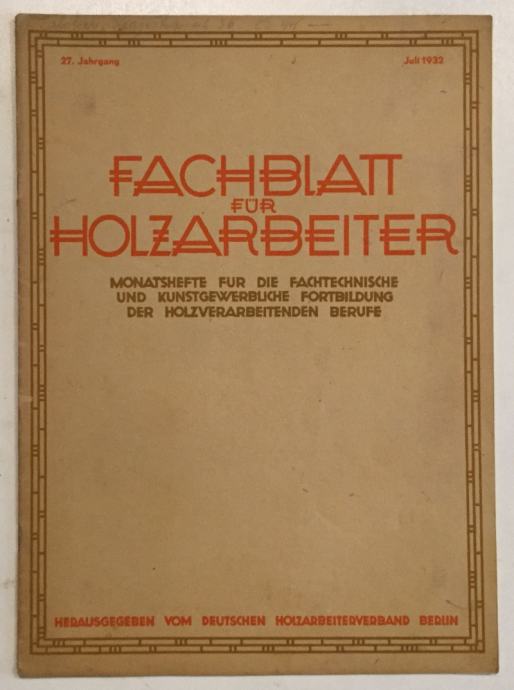 27. Jahrgang
Juli 1932
FACHBLATT
FÜR
HOLZARBEITER
MONATSHEFTE FÜR DIE FACHTECHNISCHE
UND KUNSTGEWERBLICHE FORTBILDUNG
DER HOLZVERARBEITENDEN BERUFE
HERAUSGEGEBEN VOM DEUTSCHEN HOLZARBEITERVERBAND BERLIN